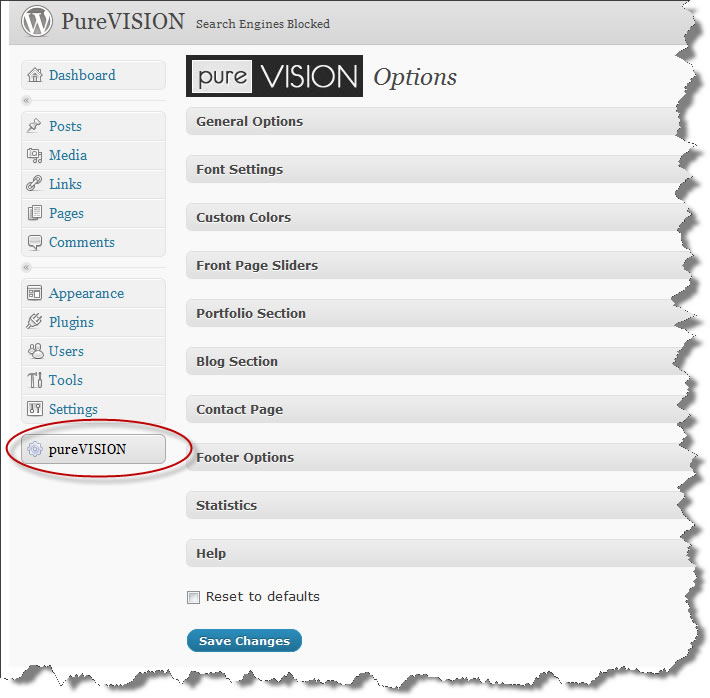 PureVISION Search Engines Blocked
Dashboard
Posts
Media
Links
Pages
Comments
Appearance
Plugins
Users
Tools
Settings
pureVISION
pure VISION Options
General Options
Font Settings
Custom Colors
Front Page Sliders
Portfolio Section
Blog Section
Contact Page
Footer Options
Statistics
Help
Reset to defaults
Save Changes